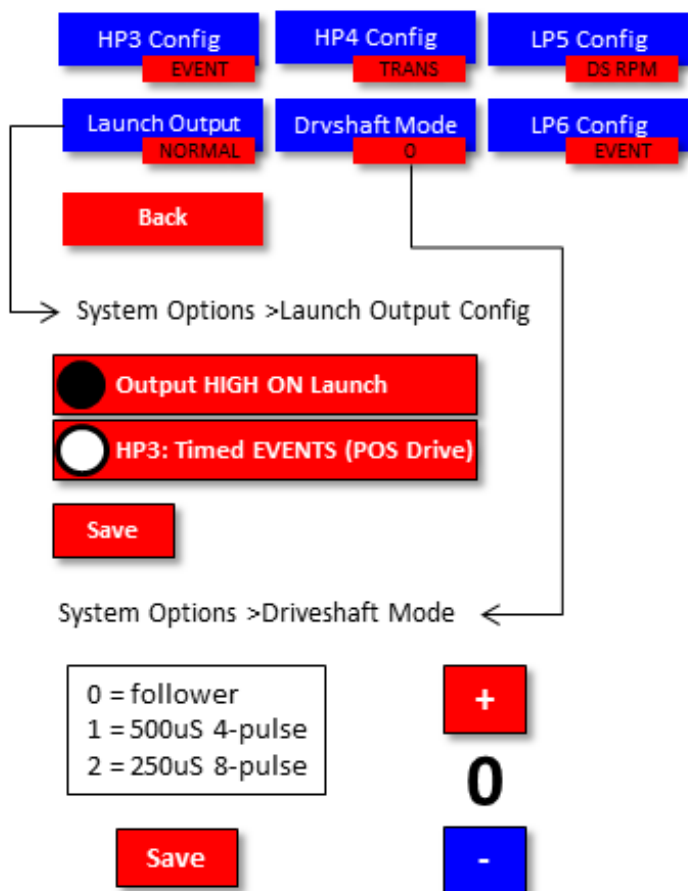 HP3 Config
EVENT
HP4 Config
TRANS
LP5 Config
DS RPM
Launch Output
NORMAL
Drvshaft Mode
0
LP6 Config
EVENT
Back
System Options >Launch Output Config
Output HIGH ON Launch
HP3: Timed EVENTS (POS Drive)
Save
System Options >Driveshaft Mode
0 = follower
1 = 500uS 4-pulse
2 = 250uS 8-pulse
+
0
-
Save